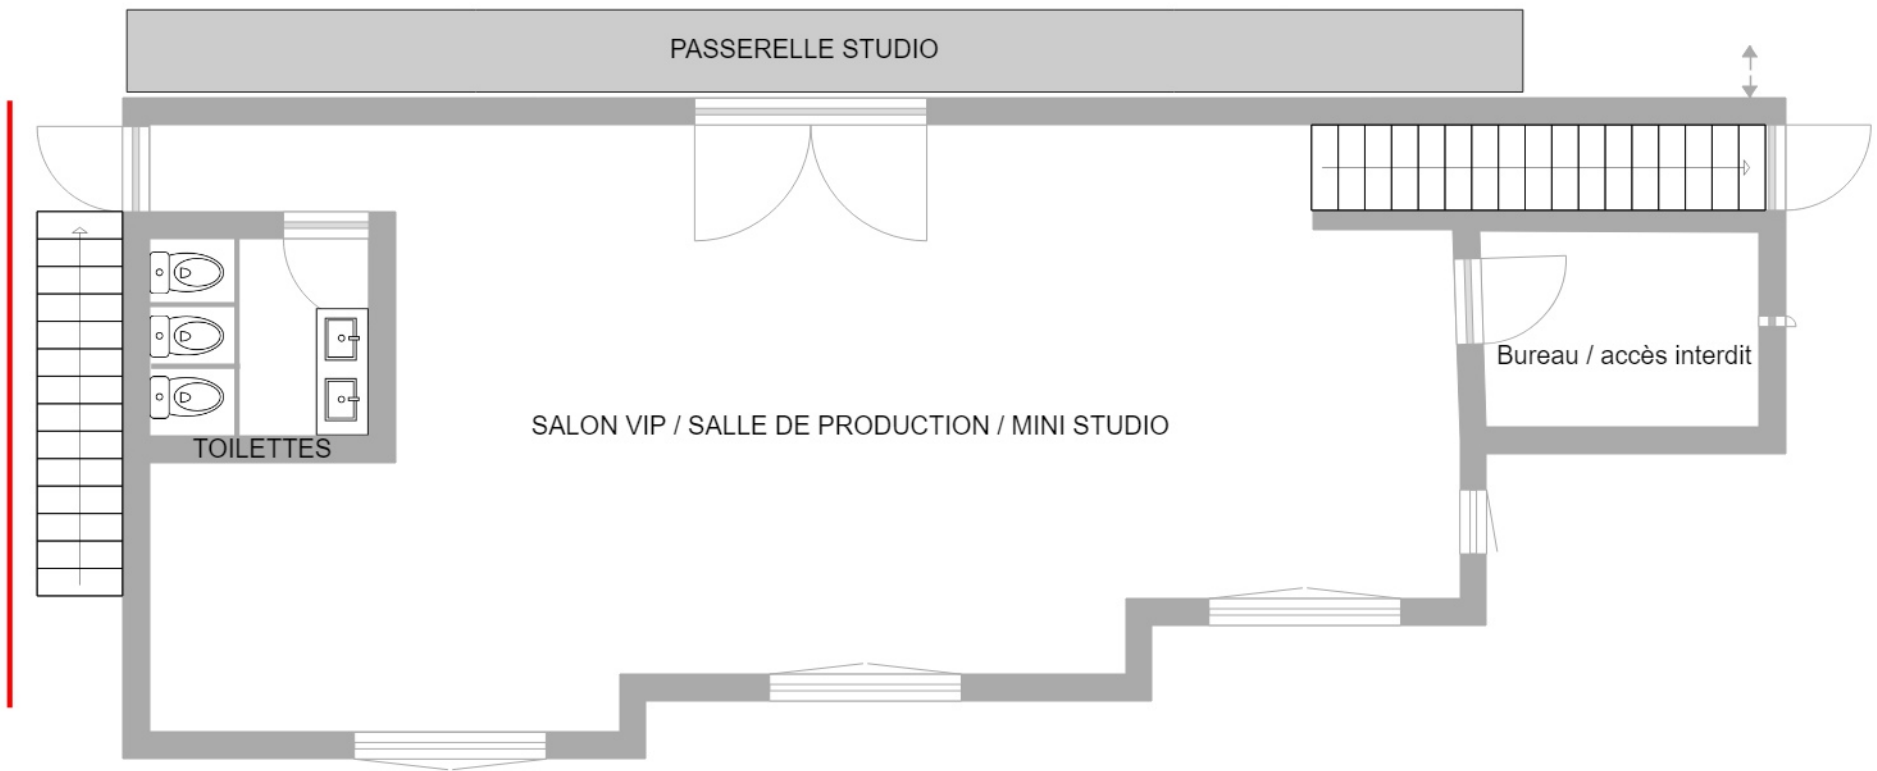 PASSERELLE STUDIO
Bureau / accès interdit
SALON VIP / SALLE DE PRODUCTION / MINI STUDIO
TOILETTES